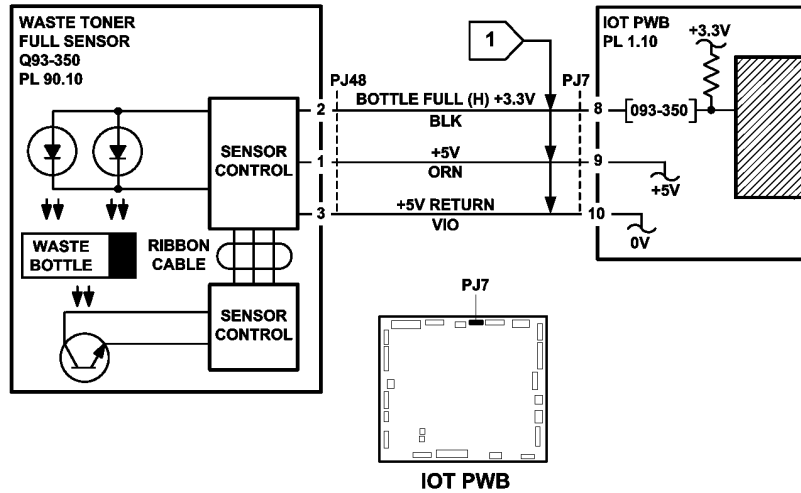 WASTE TONER
FULL SENSOR
Q93-350
PL 90.10
1
IOT PWB
PL 1.10
+3.3V
PJ48
PJ7
2
BOTTLE FULL (H) +3.3V
8
[093-350]
BLK
SENSOR
CONTROL
1
+5V
9
ORN
+5V
3
+5V RETURN
10
VIO
0V
WASTE
BOTTLE
RIBBON
CABLE
SENSOR
CONTROL
PJ7
IOT PWB